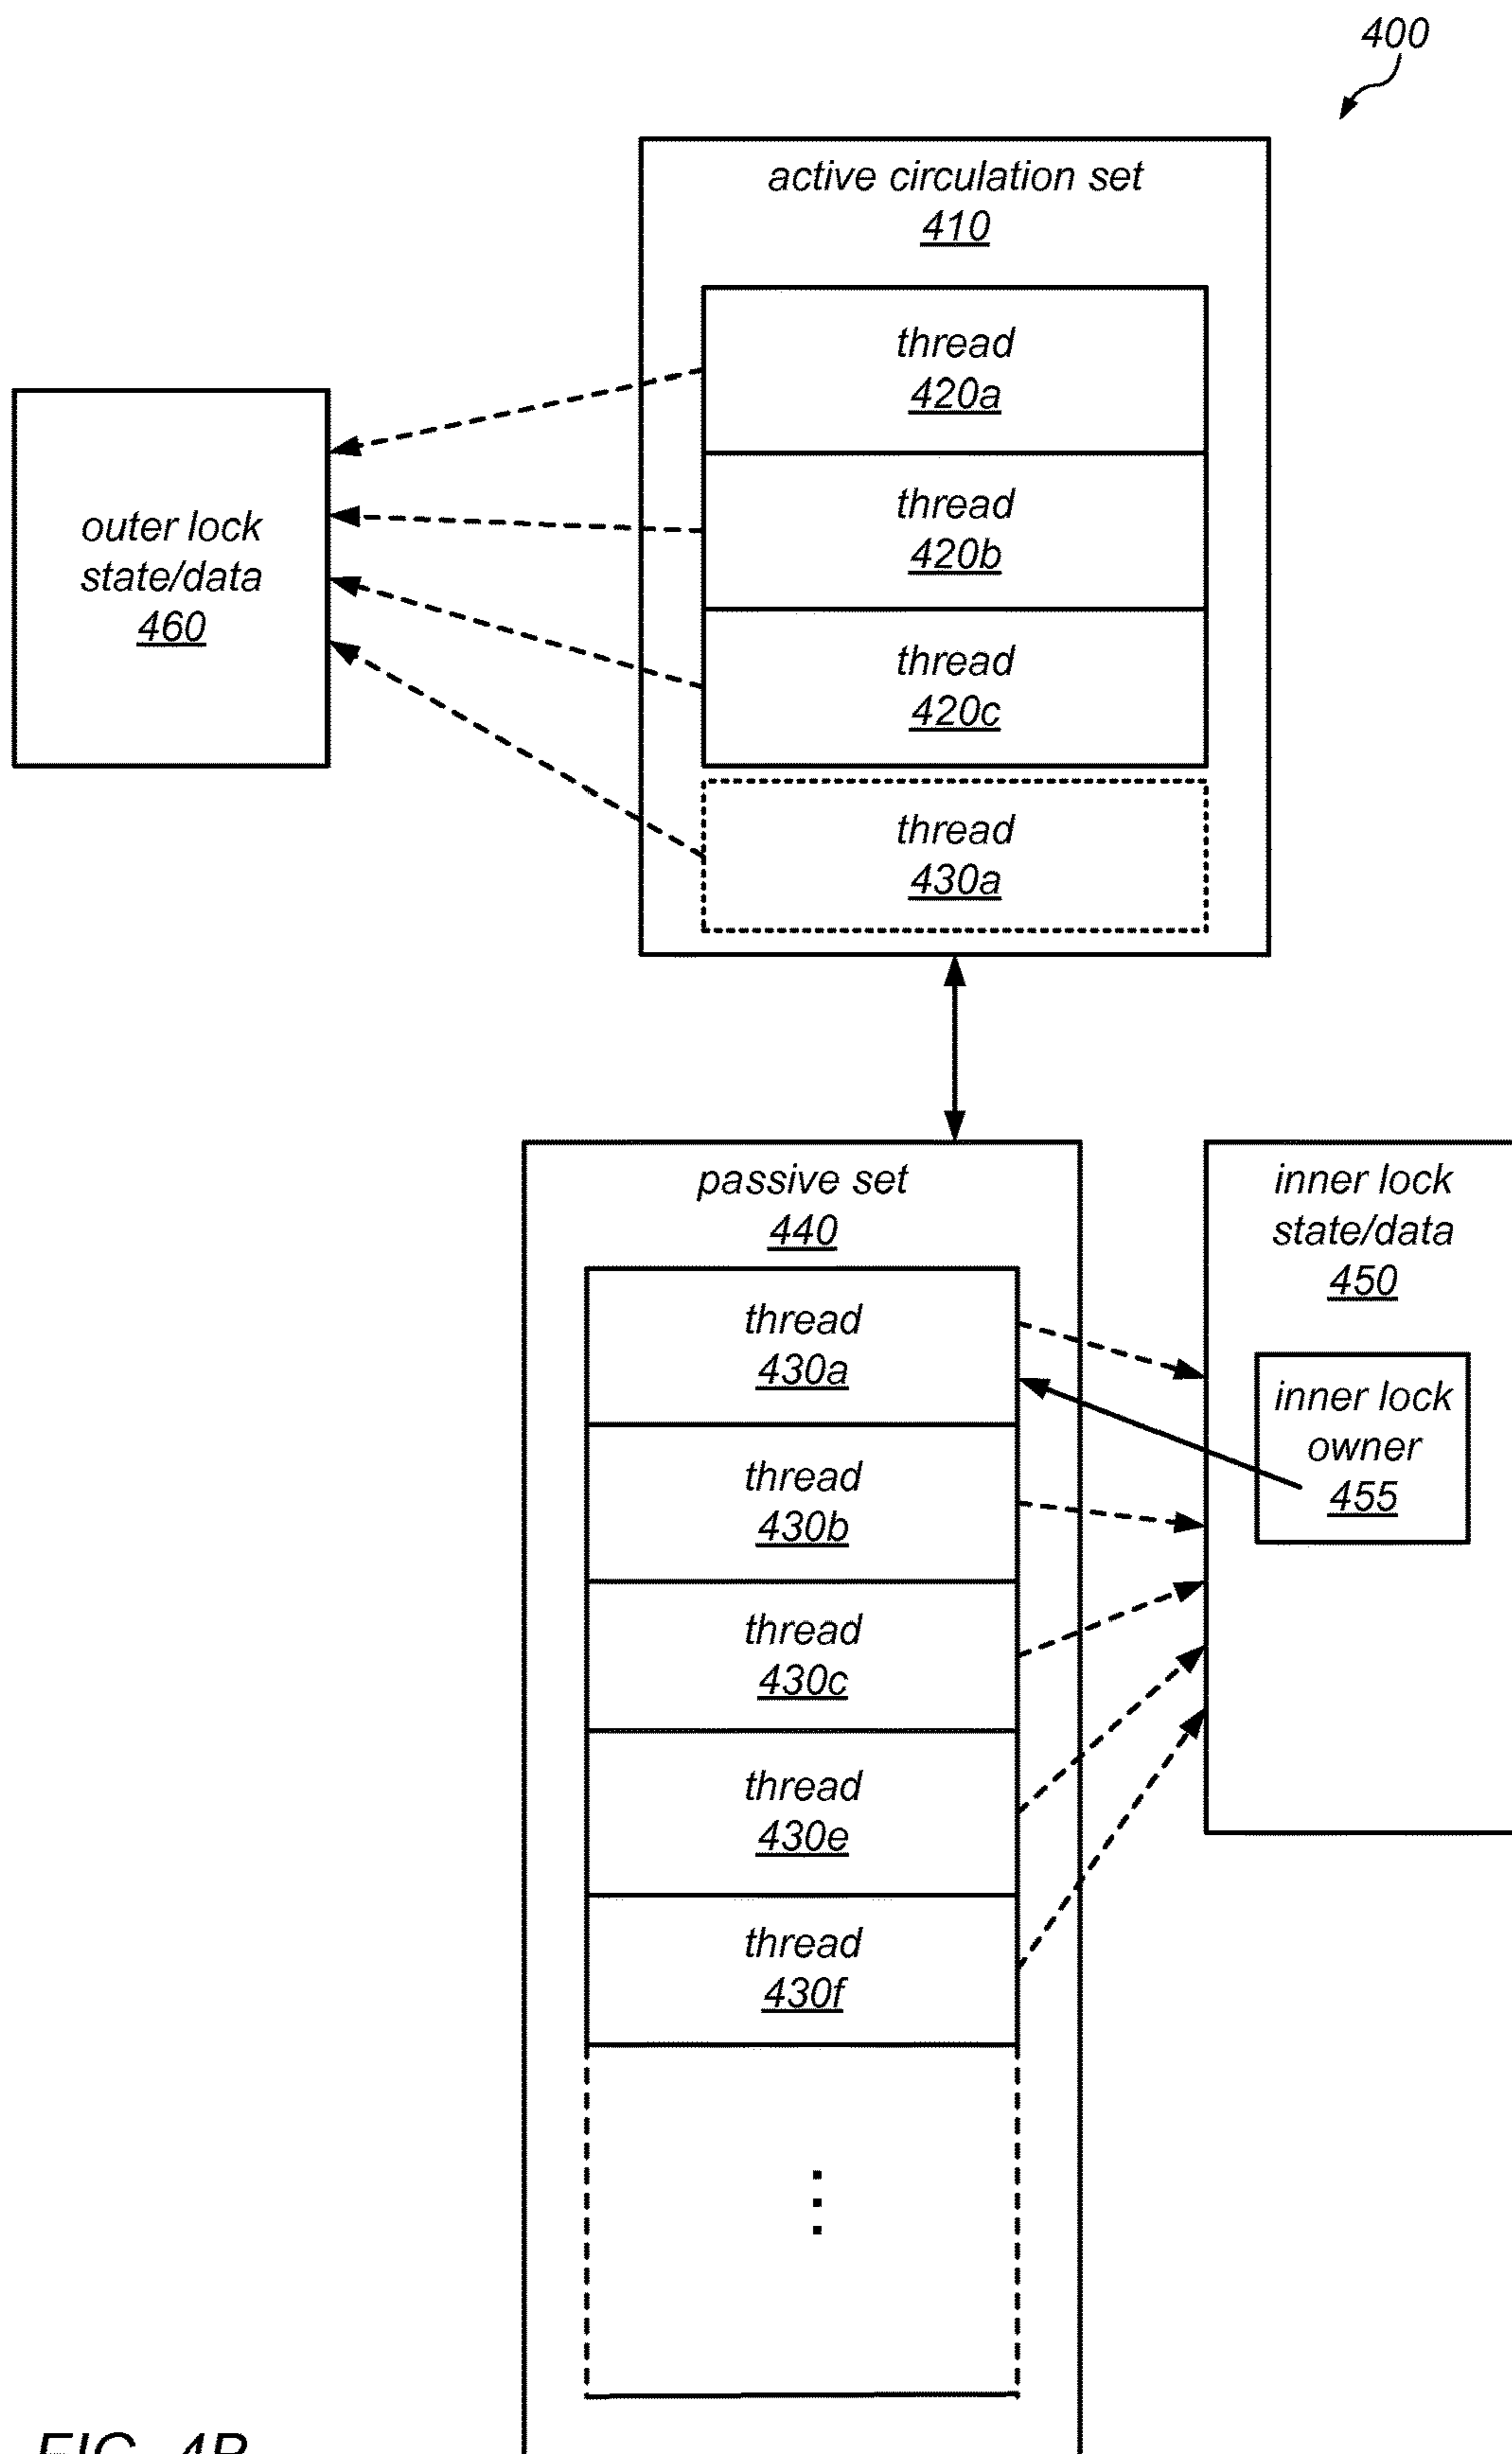 400
active circulation set
410
thread
420a
thread
420b
thread
420c
thread
430a
outer lock
state/data
460
passive set
440
thread
430a
thread
430b
thread
430c
thread
430e
thread
430f
inner lock
state/data
450
inner lock
owner
455
FIG. 4B